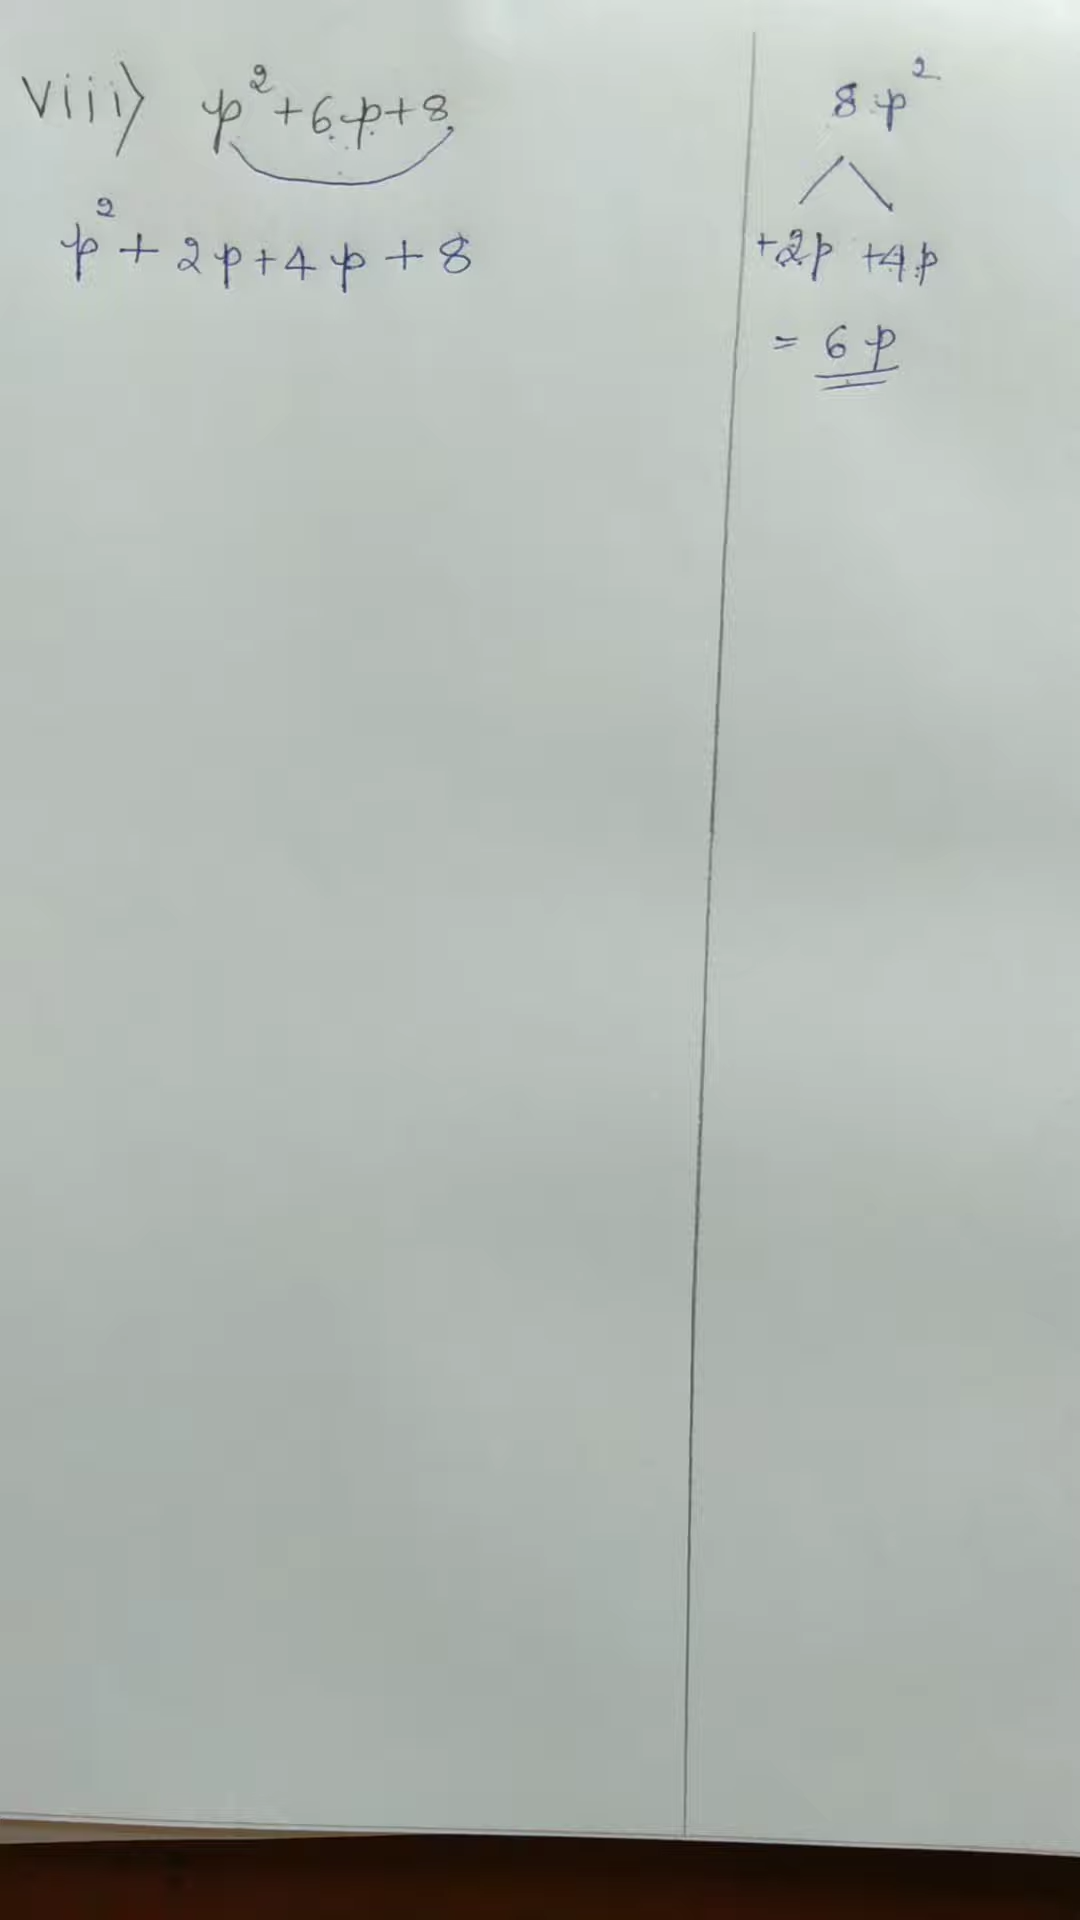 viii) p²+6p+8
p²+2p+4p+8
8p²
+2p +4p
= 6p